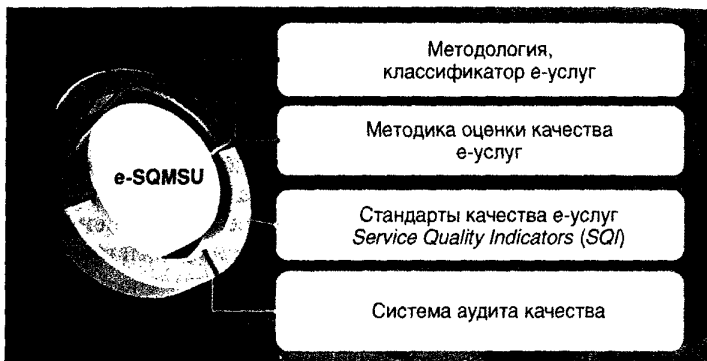 Методология,
классификатор е-услуг
Методика оценки качества
е-услуг
e-SQMSU
Стандарты качества е-услуг
Service Quality Indicators (SQI)
Система аудита качества